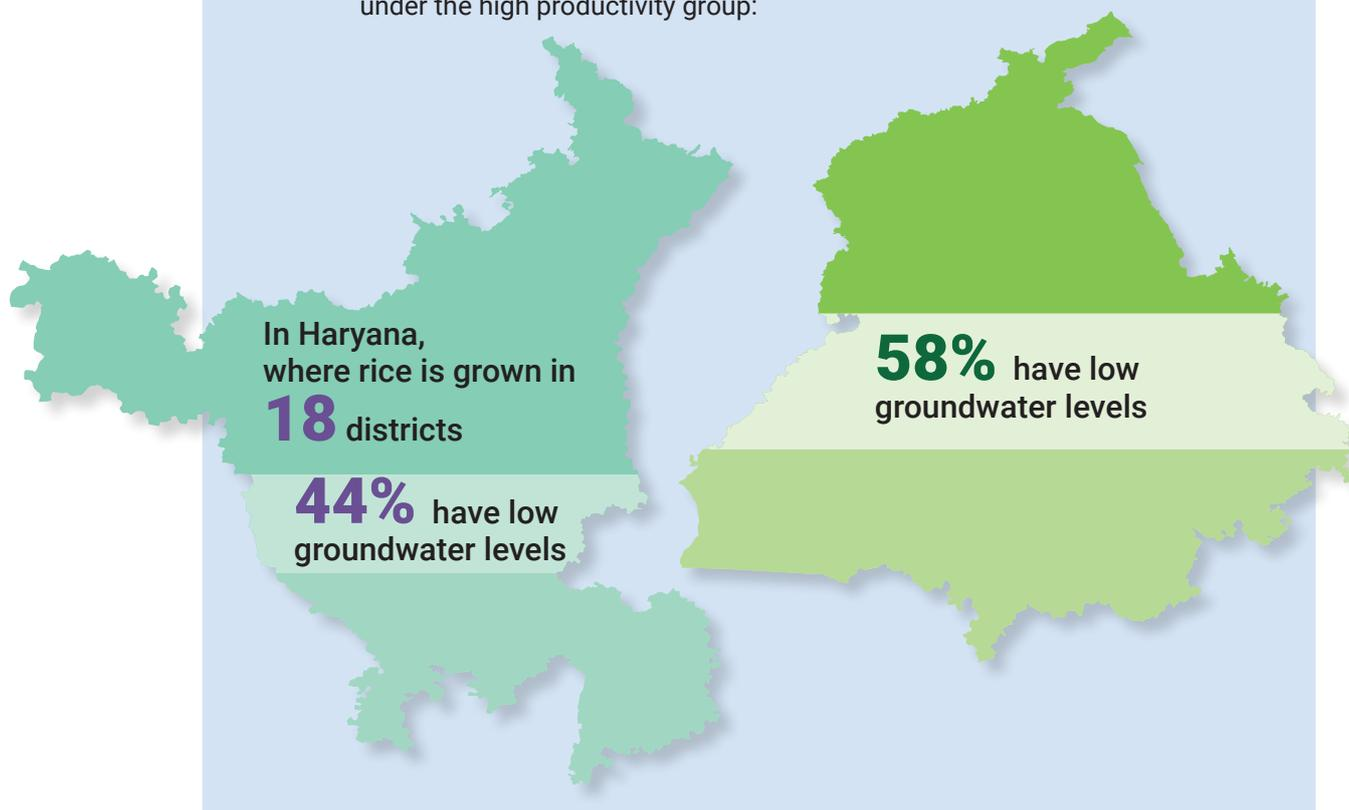 under the high productivity group:
In Haryana,
where rice is grown in
18 districts
44% have low
groundwater levels
58% have low
groundwater levels